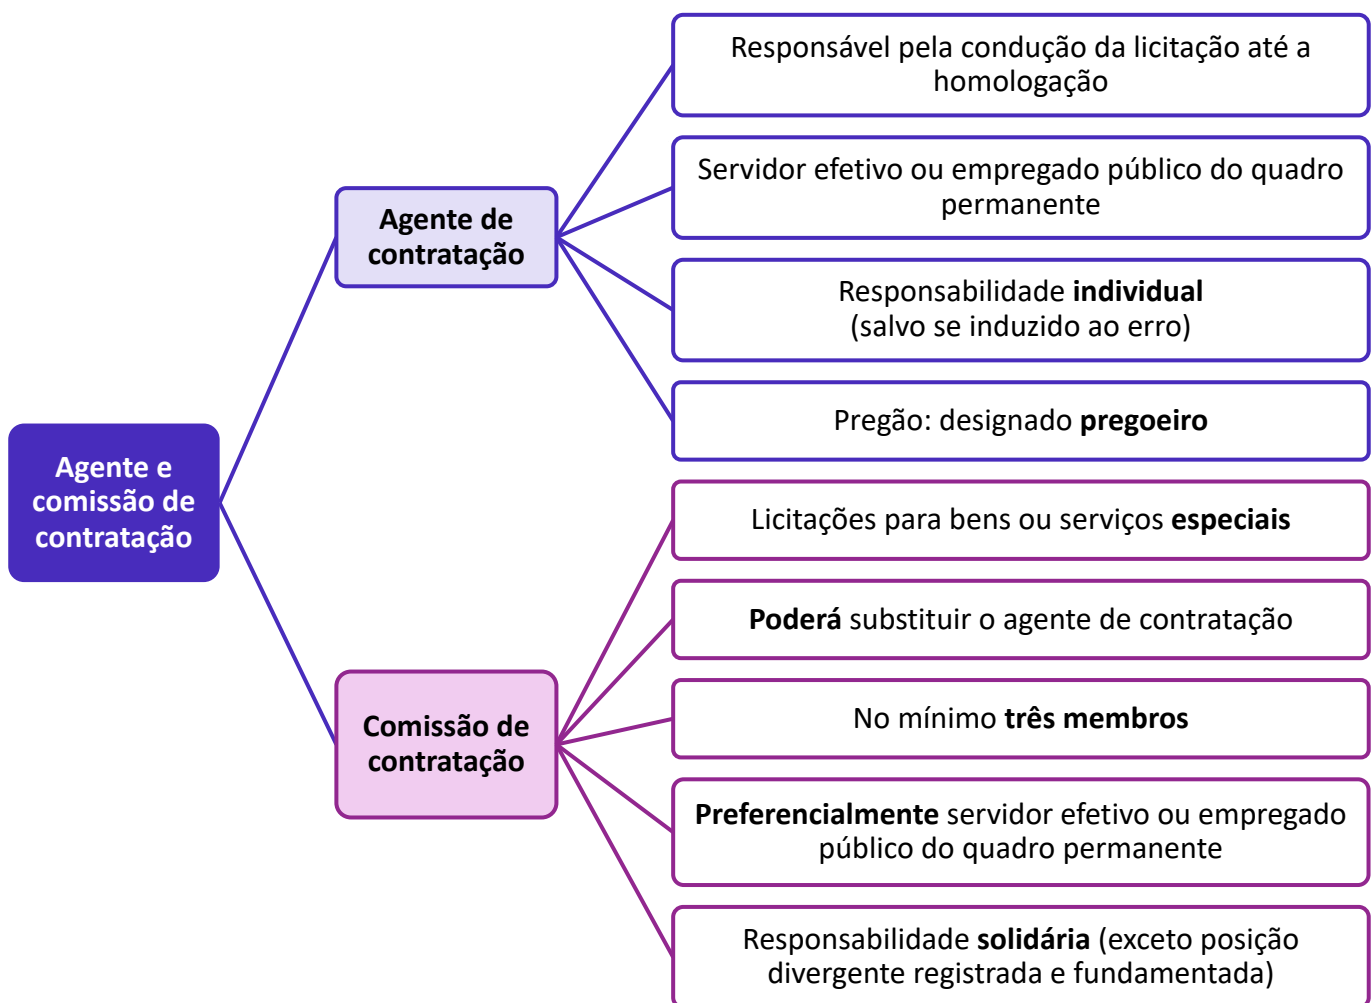 Agente e
comissão de
contratação
Agente de
contratação
Responsável pela condução da licitação até a
homologação
Servidor efetivo ou empregado público do quadro
permanente
Responsabilidade individual
(salvo se induzido ao erro)
Pregão: designado pregoeiro
Comissão de
contratação
Licitações para bens ou serviços especiais
Poderá substituir o agente de contratação
No mínimo três membros
Preferencialmente servidor efetivo ou empregado
público do quadro permanente
Responsabilidade solidária (exceto posição
divergente registrada e fundamentada)